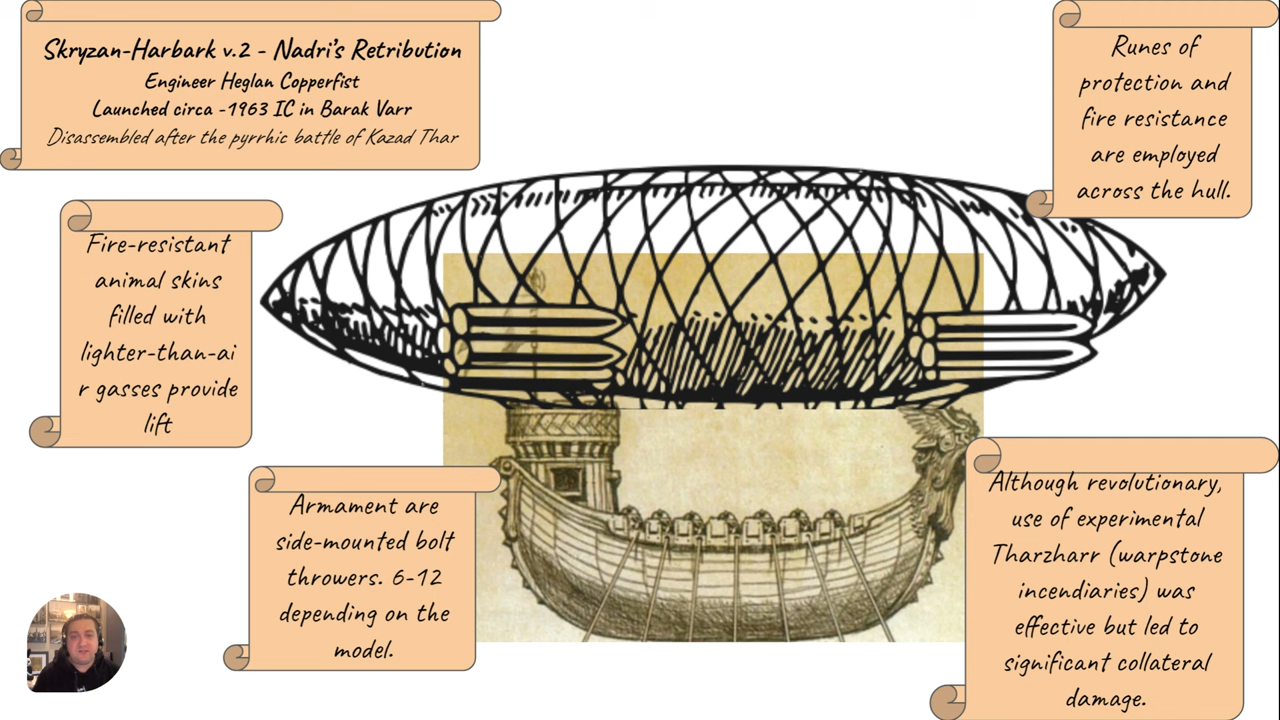 Skryzan-Harbark v.2 - Nadri's Retribution
Engineer Heglan Copperfist
Launched circa -1963 IC in Barak Varr
Disassembled after the pyrrhic battle of Kazad Thar
Runes of
protection and
fire resistance
are employed
across the hull.
Fire-resistant
animal skins
filled with
lighter-than-ai
r gasses provide
lift
Armament are
side-mounted bolt
throwers. 6-12
depending on the
model.
Although revolutionary,
use of experimental
Tharzharr (warpstone
incendiaries) was
effective but led to
significant collateral
damage.